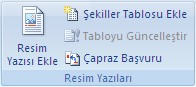 Resim
Yazısı Ekle
Şekiller Tablosu Ekle
Tabloyu Güncelleştir
Çapraz Başvuru
Resim Yazıları